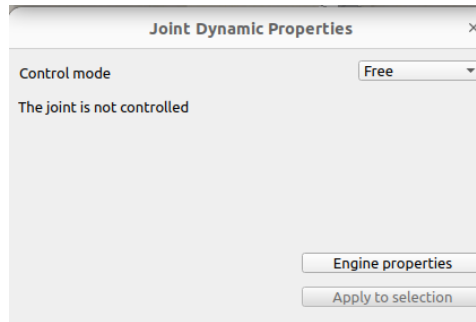 Joint Dynamic Properties
Control mode
Free
The joint is not controlled
Engine properties
Apply to selection